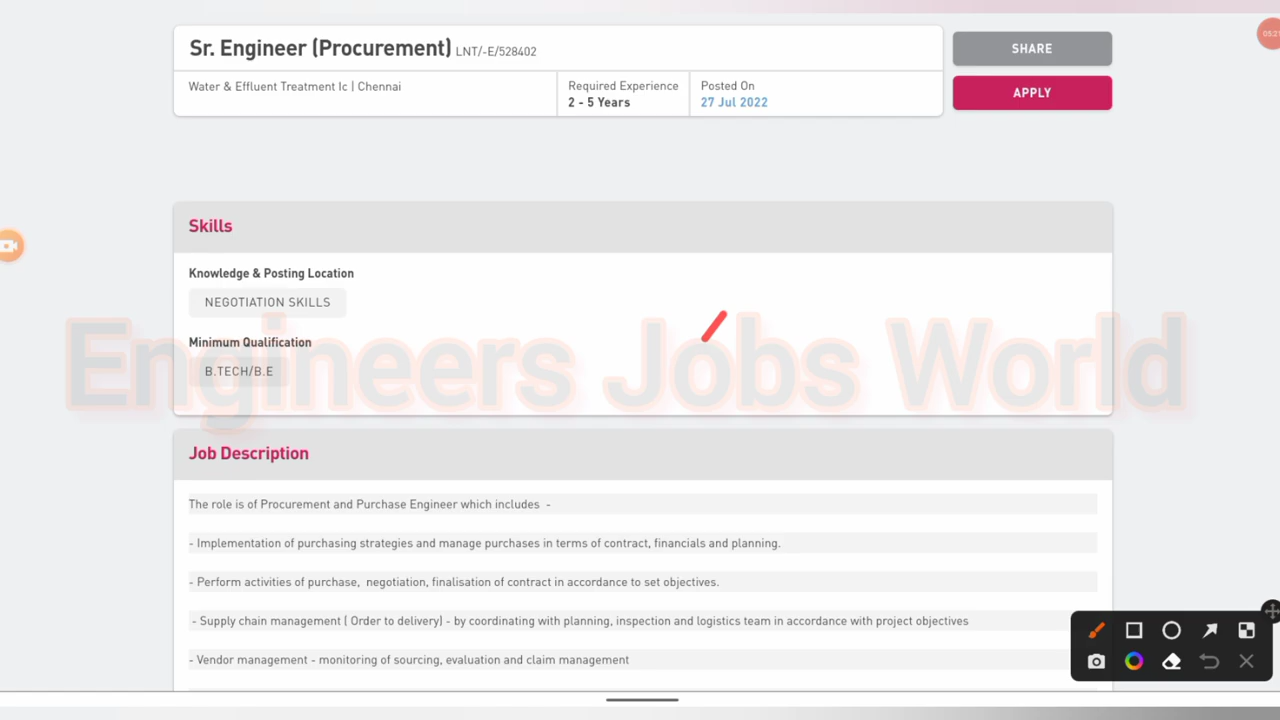 Sr. Engineer (Procurement) LNT/-E/528402
SHARE
Water & Effluent Treatment Ic | Chennai
Required Experience
2 - 5 Years
Posted On
27 Jul 2022
APPLY
Skills
Knowledge & Posting Location
NEGOTIATION SKILLS
Minimum Qualification
B.TECH/B.E
Engineers Jobs World
Job Description
The role is of Procurement and Purchase Engineer which includes -
- Implementation of purchasing strategies and manage purchases in terms of contract, financials and planning.
- Perform activities of purchase, negotiation, finalisation of contract in accordance to set objectives.
- Supply chain management ( Order to delivery) - by coordinating with planning, inspection and logistics team in accordance with project objectives
- Vendor management - monitoring of sourcing, evaluation and claim management